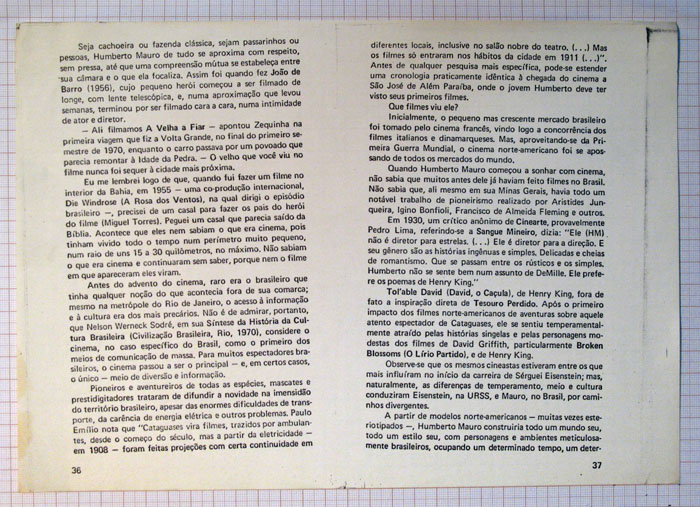 Seja cachoeira ou fazenda clássica, sejam passarinhos ou
pessoas, Humberto Mauro de tudo se aproxima com respeito,
sem pressa, até que uma compreensão mútua se estabeleça entre
sua câmara e o que ela focaliza. Assim foi quando fez João de
Barro (1956), cujo pequeno herói começou a ser filmado de
longe, com lente telescópica, e, numa aproximação que levou
semanas, terminou por ser filmado cara a cara, numa intimidade
de ator e diretor.
— Ali filmamos A Velha a Fiar — apontou Zequinha na
primeira viagem que fiz a Volta Grande, no final do primeiro se-
mestre de 1970, enquanto o carro passava por um povoado que
parecia remontar à Idade da Pedra. — O velho que você viu no
filme nunca foi sequer à cidade mais próxima.
Eu me lembrei logo de que, quando fui fazer um filme no
interior da Bahia, em 1955 — uma co-produção internacional,
Die Windrose (A Rosa dos Ventos), na qual dirigi o episódio
brasileiro —, precisei de um casal para fazer os pais do herói
do filme (Miguel Torres). Peguei um casal que parecia saído da
Bíblia. Acontece que eles nem sabiam o que era cinema, pois
tinham vivido todo o tempo num perímetro muito pequeno,
num raio de uns 15 a 30 quilômetros, no máximo. Não sabiam
o que era cinema e continuaram sem saber, porque nem o filme
em que apareceram eles viram.
Antes do advento do cinema, raro era o brasileiro que
tinha qualquer noção do que acontecia fora de sua comarca;
mesmo na metrópole do Rio de Janeiro, o acesso à informação
e à cultura era dos mais precários. Não é de admirar, portanto,
que Nelson Werneck Sodré, em sua Síntese da História da Cul-
tura Brasileira (Civilização Brasileira, Rio, 1970), considere o
cinema, no caso específico do Brasil, como o primeiro dos
meios de comunicação de massa. Para muitos espectadores bra-
sileiros, o cinema passou a ser o principal — e, em certos casos,
o único — meio de diversão e informação.
Pioneiros e aventureiros de todas as espécies, mascates e
prestidigitadores trataram de difundir a novidade na imensidão
do território brasileiro, apesar das enormes dificuldades de trans-
porte, da carência de energia elétrica e outros problemas. Paulo
Emílio nota que "Cataguases vira filmes, trazidos por ambulan-
tes, desde o começo do século, mas a partir da eletricidade —
em 1908 — foram feitas projeções com certa continuidade em
36
diferentes locais, inclusive no salão nobre do teatro. (...) Mas
os filmes só entraram nos hábitos da cidade em 1911 (...)".
Antes de qualquer pesquisa mais específica, pode-se estender
uma cronologia praticamente idêntica à chegada do cinema a
São José de Além Paraíba, onde o jovem Humberto deve ter
visto seus primeiros filmes.
Que filmes viu ele?
Inicialmente, o pequeno mas crescente mercado brasileiro
foi tomado pelo cinema francês, vindo logo a concorrência dos
filmes italianos e dinamarqueses. Mas, aproveitando-se da Pri-
meira Guerra Mundial, o cinema norte-americano foi se apos-
sando de todos os mercados do mundo.
Quando Humberto Mauro começou a sonhar com cinema,
não sabia que muitos antes dele já haviam feito filmes no Brasil.
Não sabia que, ali mesmo em sua Minas Gerais, havia todo um
notável trabalho de pioneirismo realizado por Aristides Jun-
queira, Igino Bonfioli, Francisco de Almeida Fleming e outros.
Em 1930, um crítico anônimo de Cinearte, provavelmente
Pedro Lima, referindo-se a Sangue Mineiro, dizia: "Ele (HM)
não é diretor para estrelas. (...) Ele é diretor para a direção. E
seu gênero são as histórias ingênuas e simples. Delicadas e cheias
de romantismo. Que se passam entre os rústicos e os simples.
Humberto não se sente bem num assunto de DeMille. Ele prefe-
re os poemas de Henry King."
Tol'able David (David, o Caçula), de Henry King, fora de
fato a inspiração direta de Tesouro Perdido. Após o primeiro
impacto dos filmes norte-americanos de aventuras sobre aquele
atento espectador de Cataguases, ele se sentiu temperamental-
mente atraído pelas histórias singelas e pelas personagens mo-
destas dos filmes de David Griffith, particularmente Broken
Blossoms (O Lírio Partido), e de Henry King.
Observe-se que os mesmos cineastas estiveram entre os que
mais influíram no início da carreira de Sérguei Eisenstein; mas,
naturalmente, as diferenças de temperamento, meio e cultura
conduziram Eisenstein, na URSS, e Mauro, no Brasil, por cami-
nhos divergentes.
A partir de modelos norte-americanos — muitas vezes este-
riotipados —, Humberto Mauro construiria todo um mundo seu,
todo um estilo seu, com personagens e ambientes meticulosa-
mente brasileiros, ocupando um determinado tempo, um deter-
37